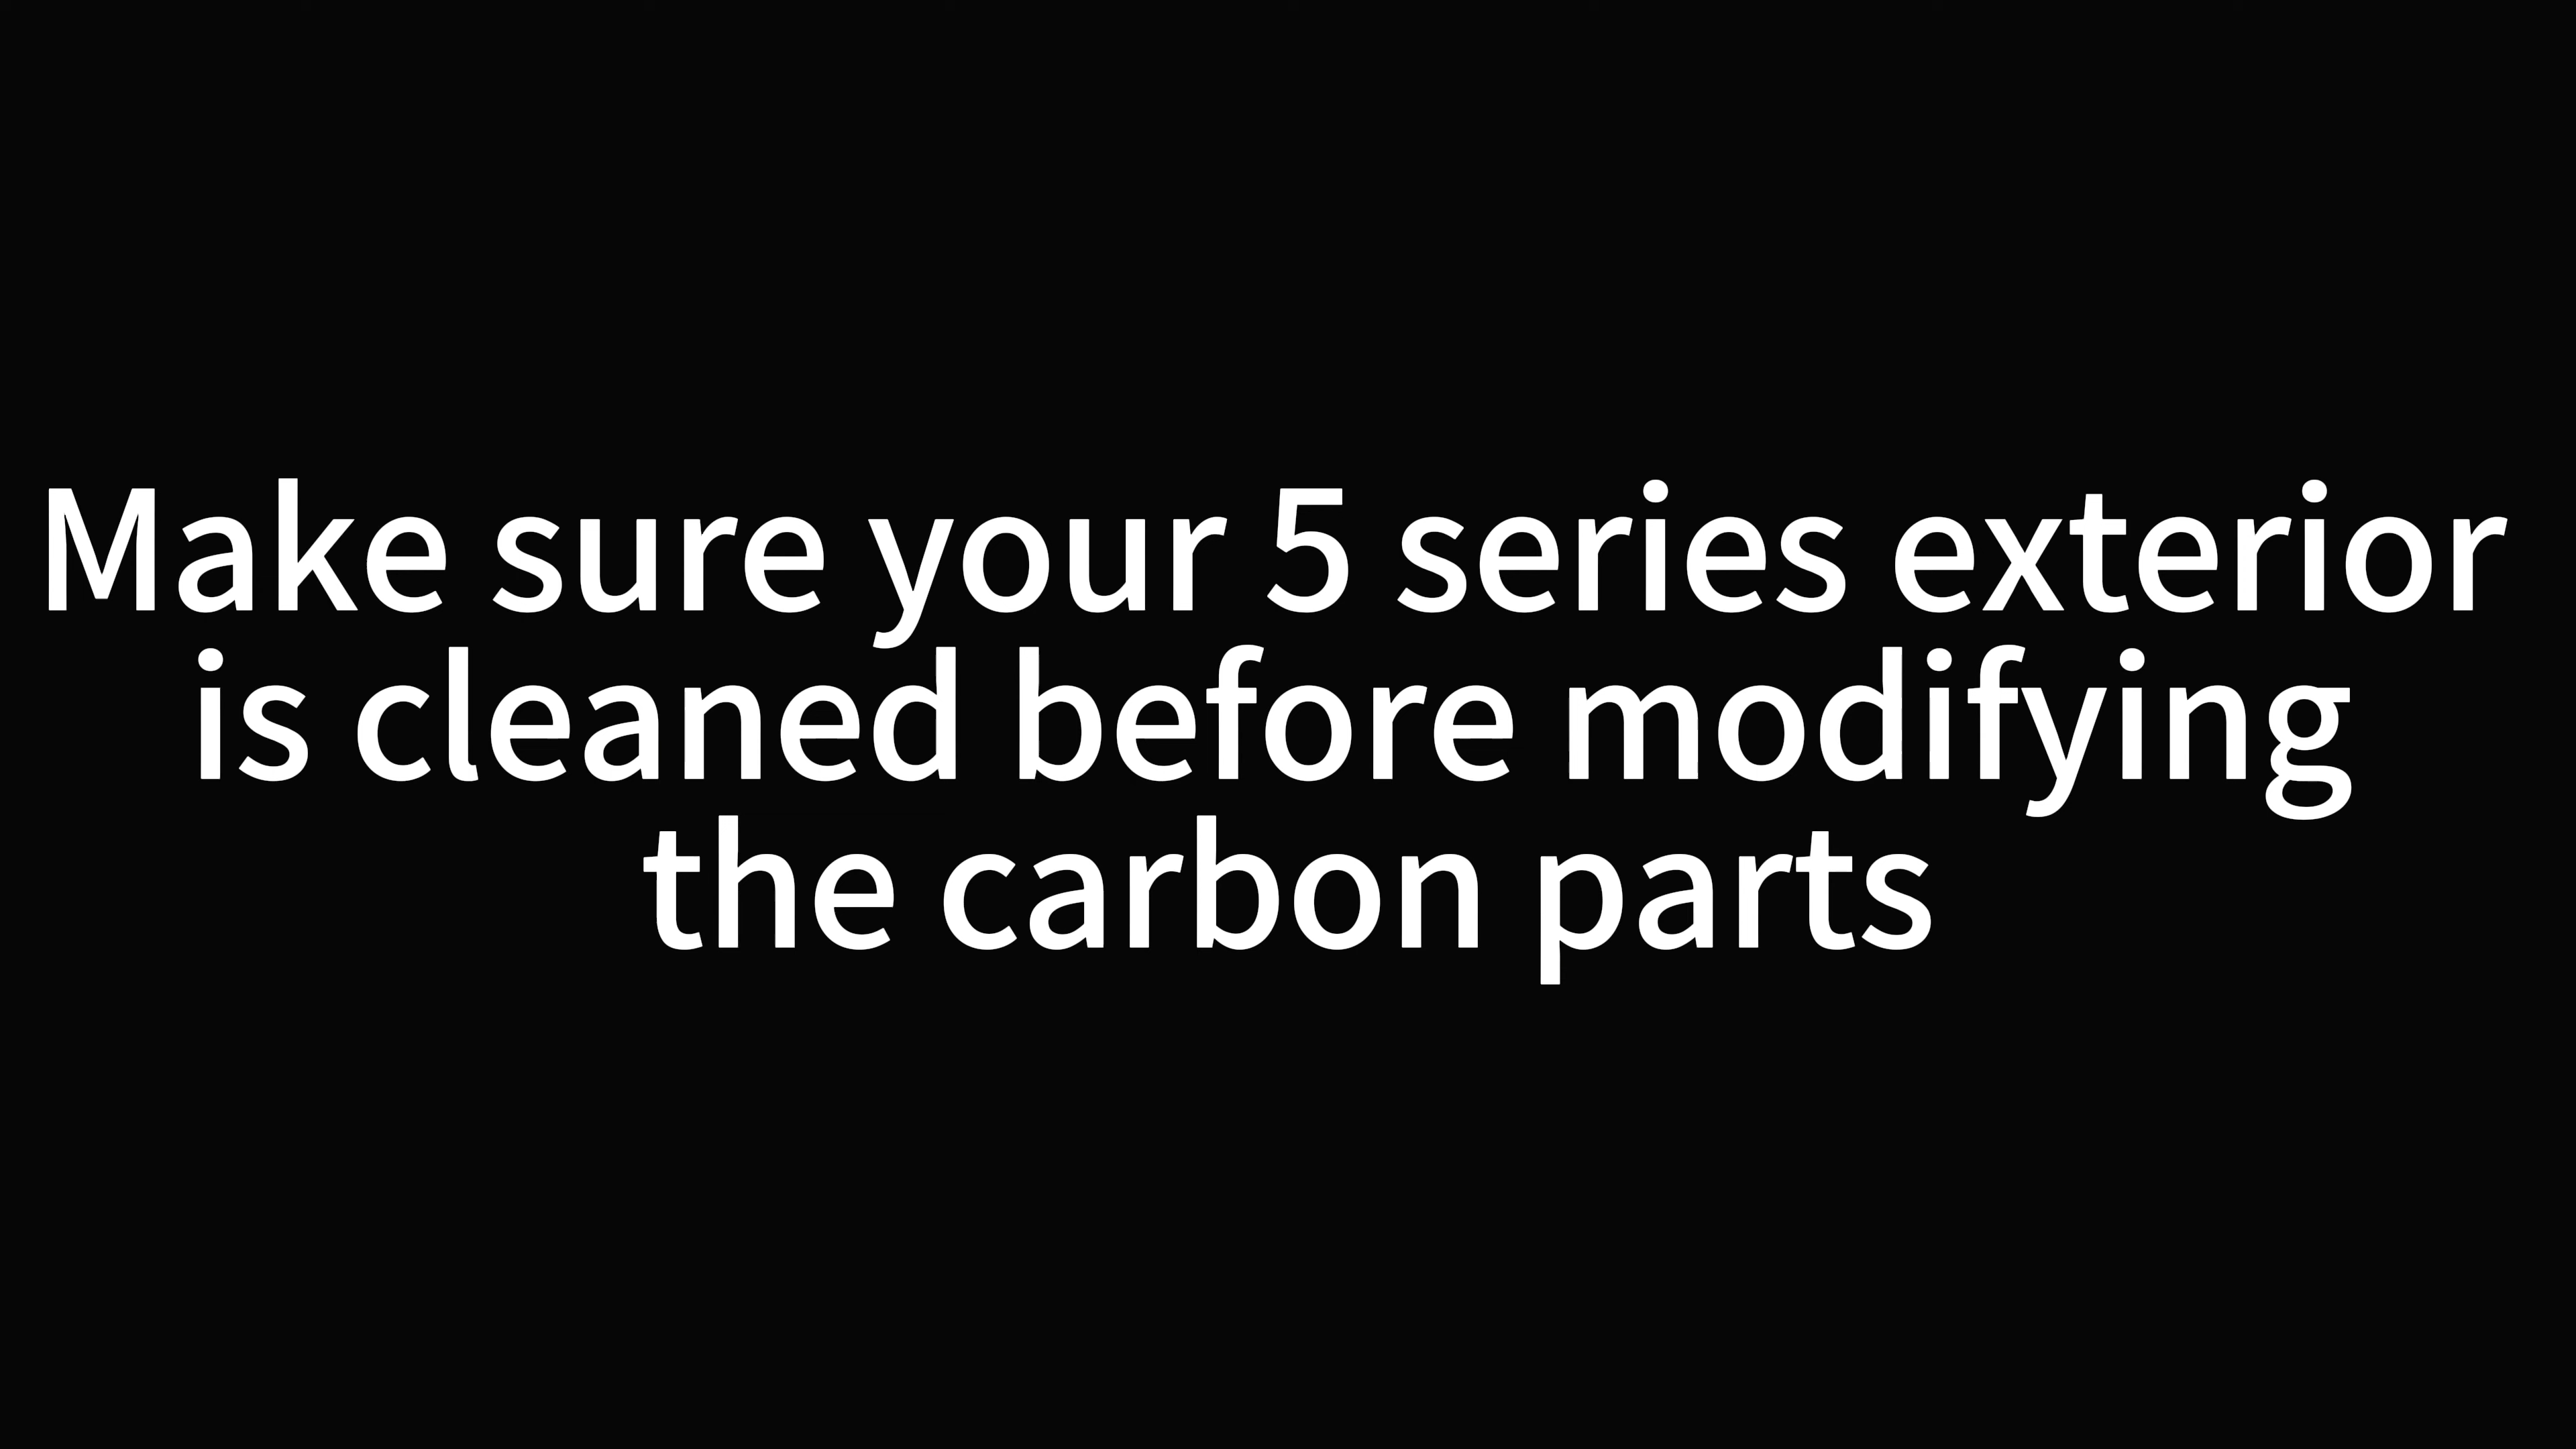 Make sure your 5 series exterior
is cleaned before modifying
the carbon parts